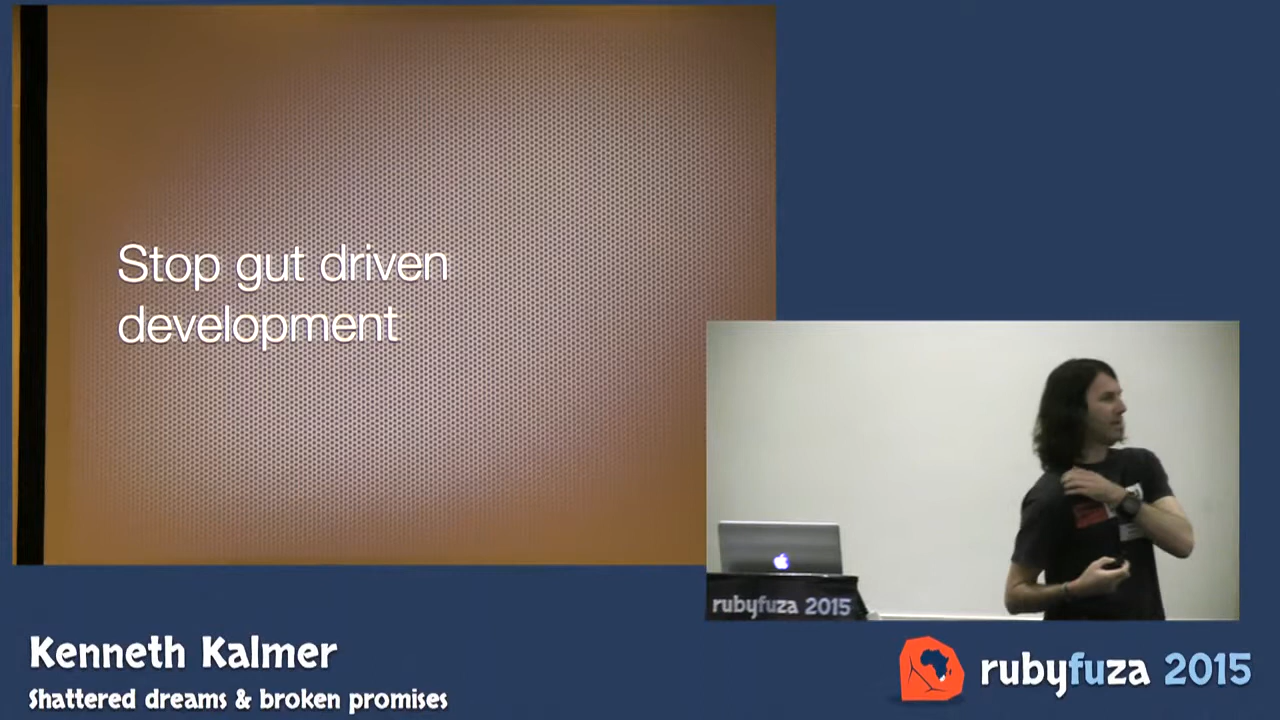 Stop gut driven
development
rubyfuza 2015
Kenneth Kalmer
Shattered dreams & broken promises
rubyfuza 2015